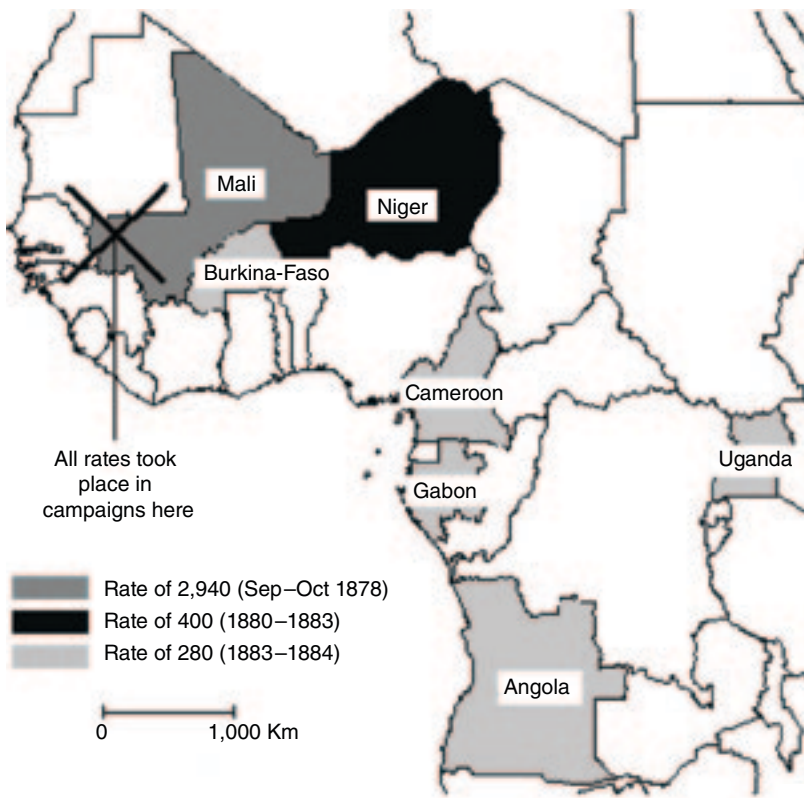 Mali
Niger
Burkina-Faso
Cameroon
All rates took
place in
campaigns here
Uganda
Gabon
Rate of 2,940 (Sep–Oct 1878)
Rate of 400 (1880–1883)
Rate of 280 (1883–1884)
Angola
0 1,000 Km